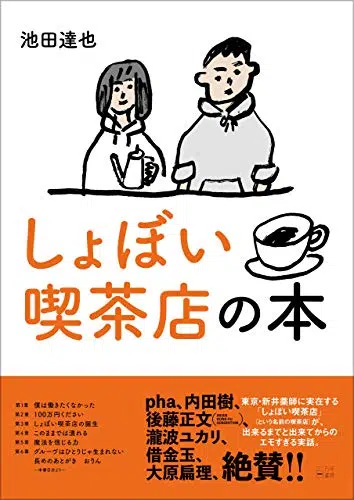 池田達也
しょぼい
喫茶店の本
第1章 僕は働きたくなかった
第2章 100万円ください
第3章 しょぼい喫茶店の誕生
第4章 このままでは潰れる
第5章 魔法を信じる力
第6章 グルーヴはひとりじゃ生まれない
長めのあとがき おりん
pha、内田樹、
後藤正文(ASIAN KUNG-FU GENERATION)、
瀧波ユカリ、
借金玉、
大原扁理、絶賛!!
東京・新井薬師に実在する
「しょぼい喫茶店」
(という名前の喫茶店)が、
出来るまでと出来てからの
エモすぎる実話。